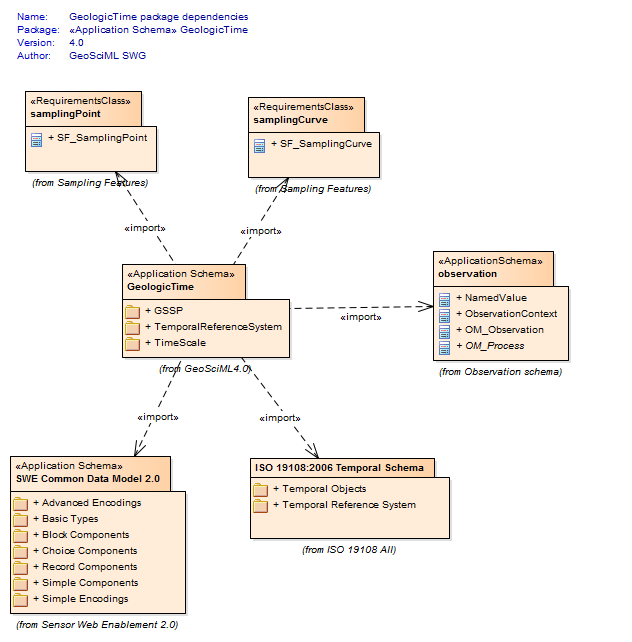 Name: GeologicTime package dependencies
Package: «Application Schema» GeologicTime
Version: 4.0
Author: GeoSciML SWG
«RequirementsClass»
samplingPoint
+ SF_SamplingPoint
(from Sampling Features)
«RequirementsClass»
samplingCurve
+ SF_SamplingCurve
(from Sampling Features)
«import»
«import»
«Application Schema»
GeologicTime
+ GSSP
+ TemporalReferenceSystem
+ TimeScale
(from GeoSciML4.0)
«import»
«ApplicationSchema»
observation
+ NamedValue
+ ObservationContext
+ OM_Observation
+ OM_Process
(from Observation schema)
«import»
«import»
«Application Schema»
SWE Common Data Model 2.0
+ Advanced Encodings
+ Basic Types
+ Block Components
+ Choice Components
+ Record Components
+ Simple Components
+ Simple Encodings
(from Sensor Web Enablement 2.0)
ISO 19108:2006 Temporal Schema
+ Temporal Objects
+ Temporal Reference System
(from ISO 19108 All)